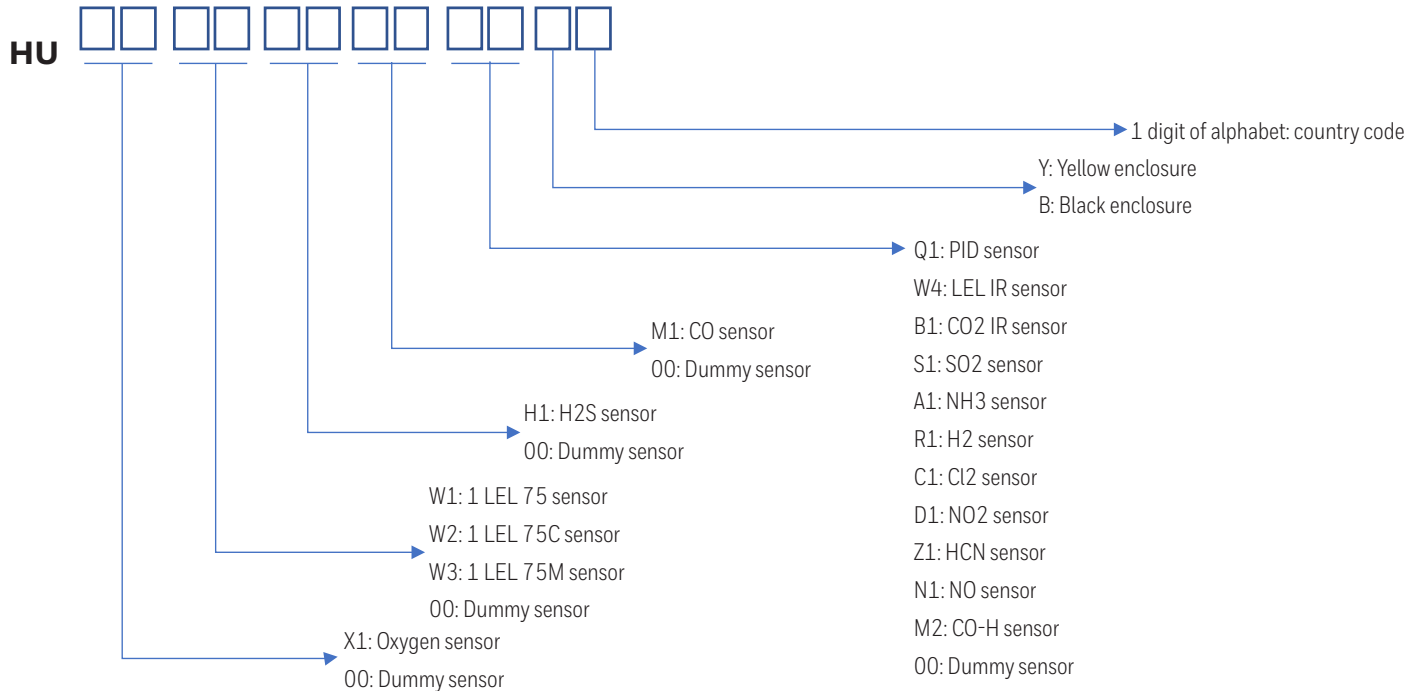 HU
1 digit of alphabet: country code
Y: Yellow enclosure
B: Black enclosure
Q1: PID sensor
W4: LEL IR sensor
B1: CO2 IR sensor
S1: SO2 sensor
A1: NH3 sensor
R1: H2 sensor
C1: Cl2 sensor
D1: NO2 sensor
Z1: HCN sensor
N1: NO sensor
M2: CO-H sensor
00: Dummy sensor
M1: CO sensor
00: Dummy sensor
H1: H2S sensor
00: Dummy sensor
W1: 1 LEL 75 sensor
W2: 1 LEL 75C sensor
W3: 1 LEL 75M sensor
00: Dummy sensor
X1: Oxygen sensor
00: Dummy sensor